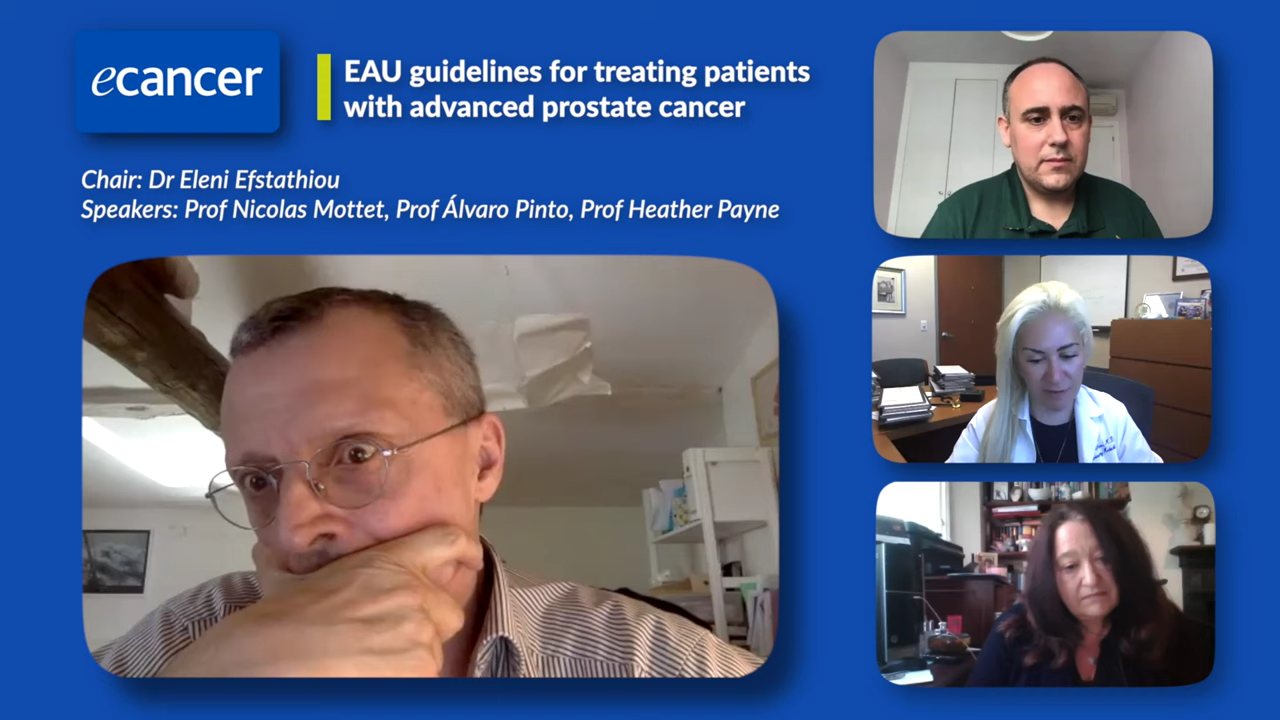 ecancer
EAU guidelines for treating patients
with advanced prostate cancer
Chair: Dr Eleni Efstathiou
Speakers: Prof Nicolas Mottet, Prof Álvaro Pinto, Prof Heather Payne